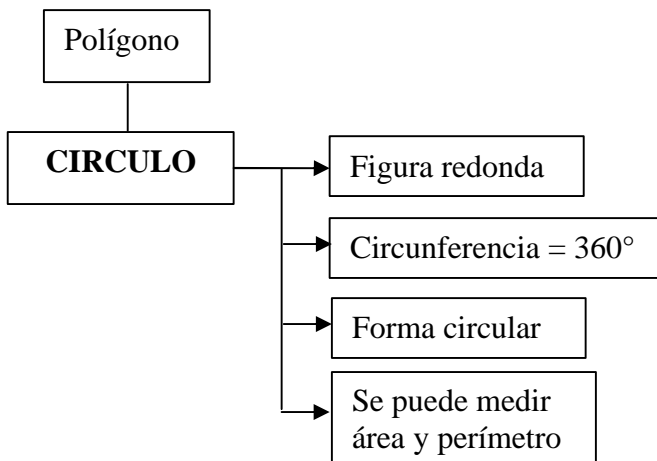 Polígono
CIRCULO
Figura redonda
Circunferencia = 360°
Forma circular
Se puede medir
área y perímetro